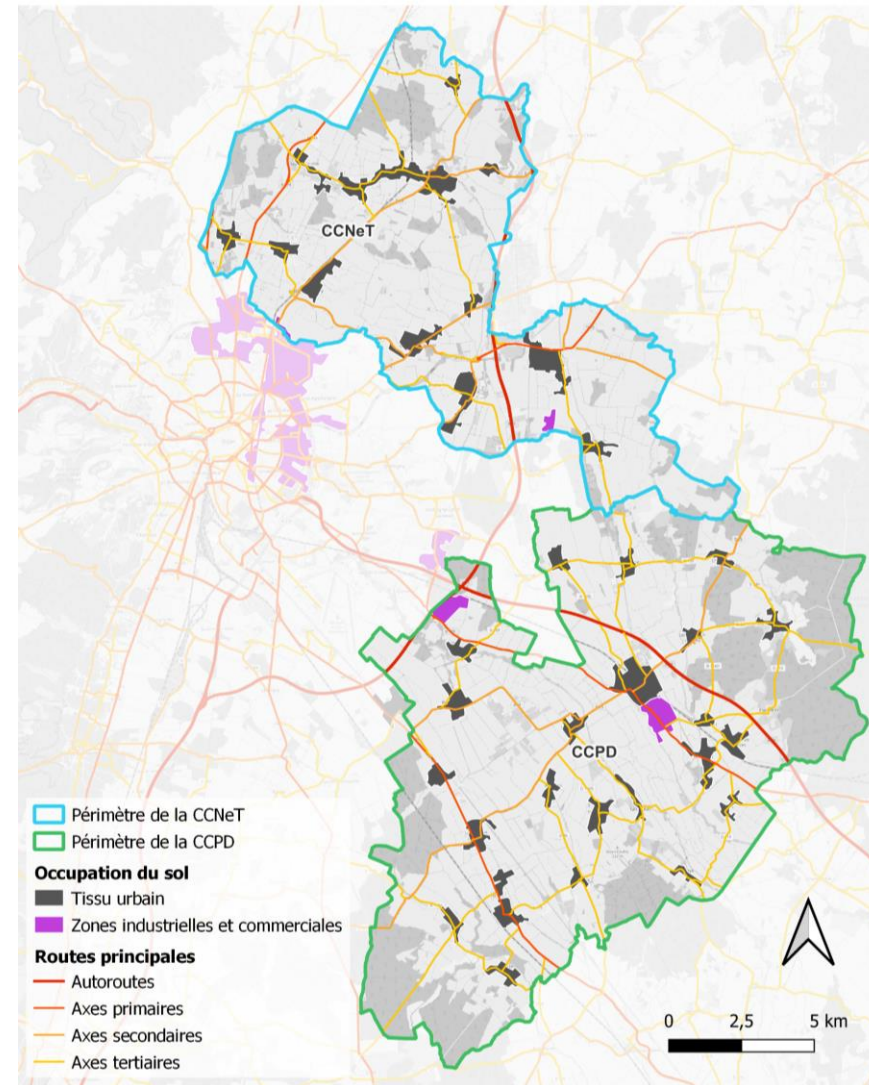 CCNeT
CCPD
Périmètre de la CCNeT
Périmètre de la CCPD
Occupation du sol
Tissu urbain
Zones industrielles et commerciales
Routes principales
Autoroutes
Axes primaires
Axes secondaires
Axes tertiaires
0 2,5 5 km